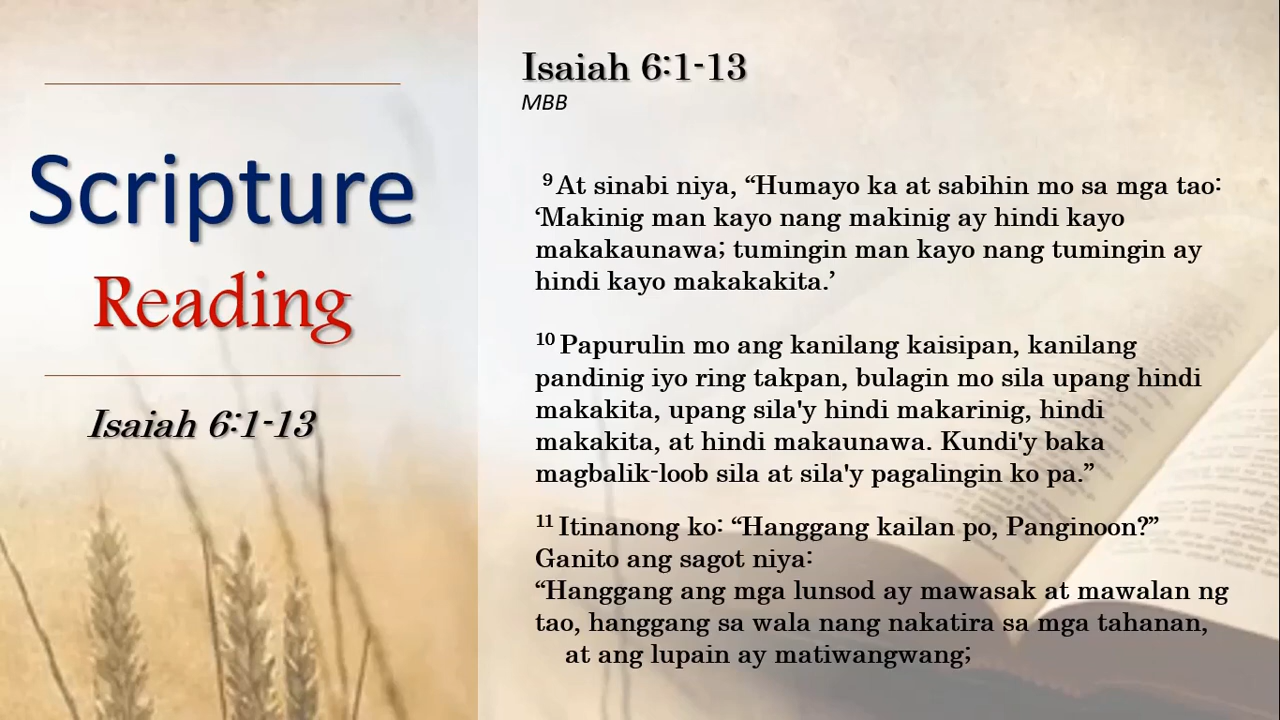 Scripture
Reading
Isaiah 6:1-13
Isaiah 6:1-13
MBB
9 At sinabi niya, “Humayo ka at sabihin mo sa mga tao:
‘Makinig man kayo nang makinig ay hindi kayo
makakaunawa; tumingin man kayo nang tumingin ay
hindi kayo makakakita.’
10 Papurulin mo ang kanilang kaisipan, kanilang
pandinig iyo ring takpan, bulagin mo sila upang hindi
makakita, upang sila'y hindi makarinig, hindi
makakita, at hindi makaunawa. Kundi'y baka
magbalik-loob sila at sila'y pagalingin ko pa.”
11 Itinanong ko: “Hanggang kailan po, Panginoon?”
Ganito ang sagot niya:
“Hanggang ang mga lunsod ay mawasak at mawalan ng
tao, hanggang sa wala nang nakatira sa mga tahanan,
at ang lupain ay matiwangwang;